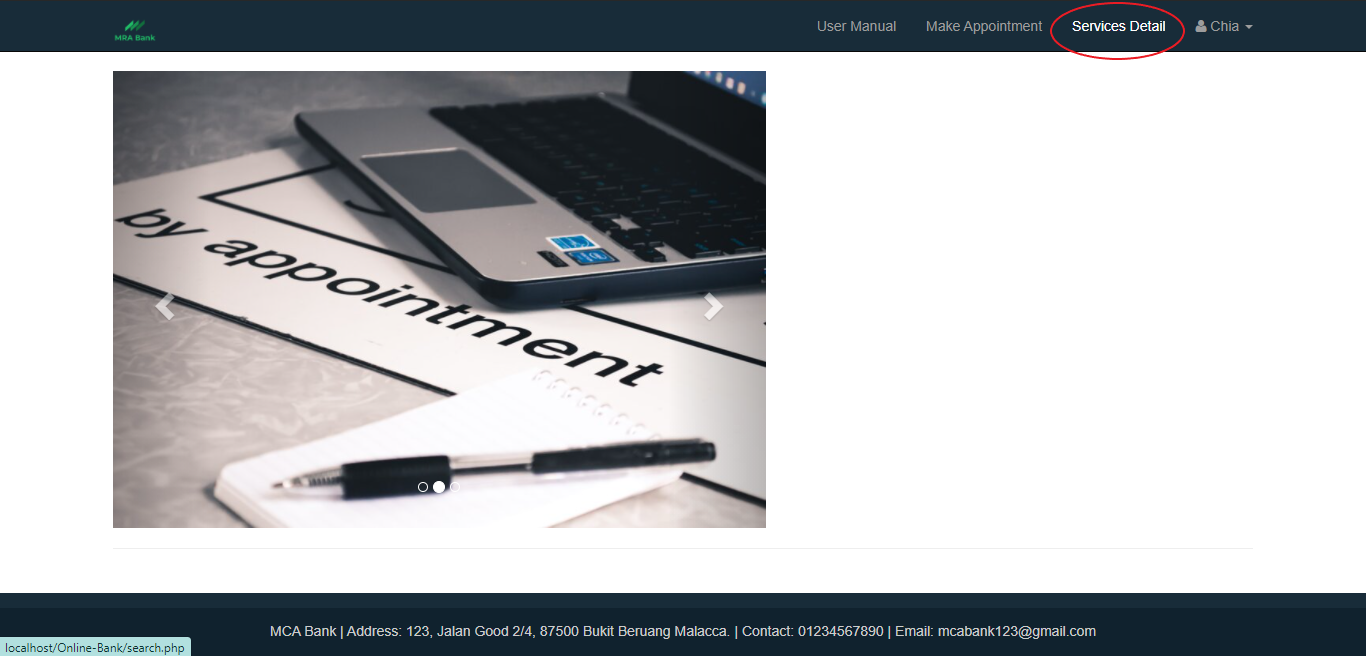 MRA Bank
User Manual
Make Appointment
Services Detail
Chia
by appointment
MCA Bank | Address: 123, Jalan Good 2/4, 87500 Bukit Beruang Malacca. | Contact: 01234567890 | Email: mcabank123@gmail.com
localhost/Online-Bank/search.php